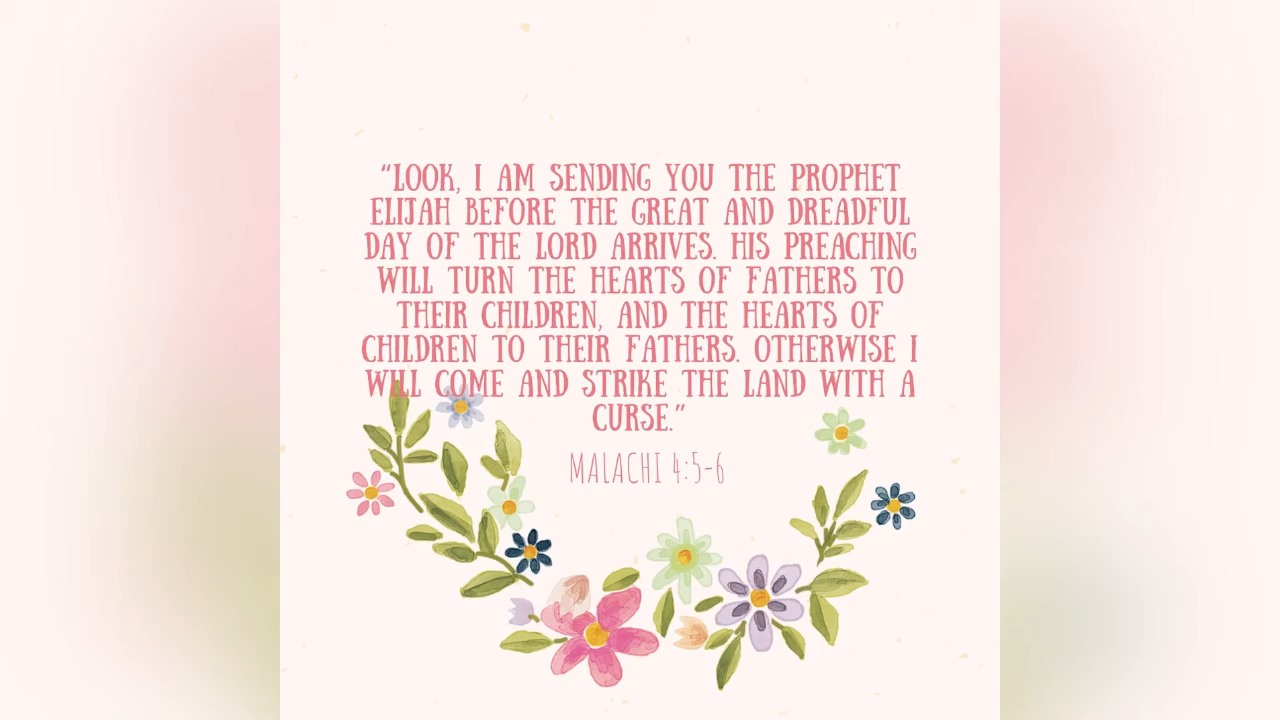 “LOOK, I AM SENDING YOU THE PROPHET
ELIJAH BEFORE THE GREAT AND DREADFUL
DAY OF THE LORD ARRIVES. HIS PREACHING
WILL TURN THE HEARTS OF FATHERS TO
THEIR CHILDREN, AND THE HEARTS OF
CHILDREN TO THEIR FATHERS. OTHERWISE I
WILL COME AND STRIKE THE LAND WITH A
CURSE.”
MALACHI 4:5-6